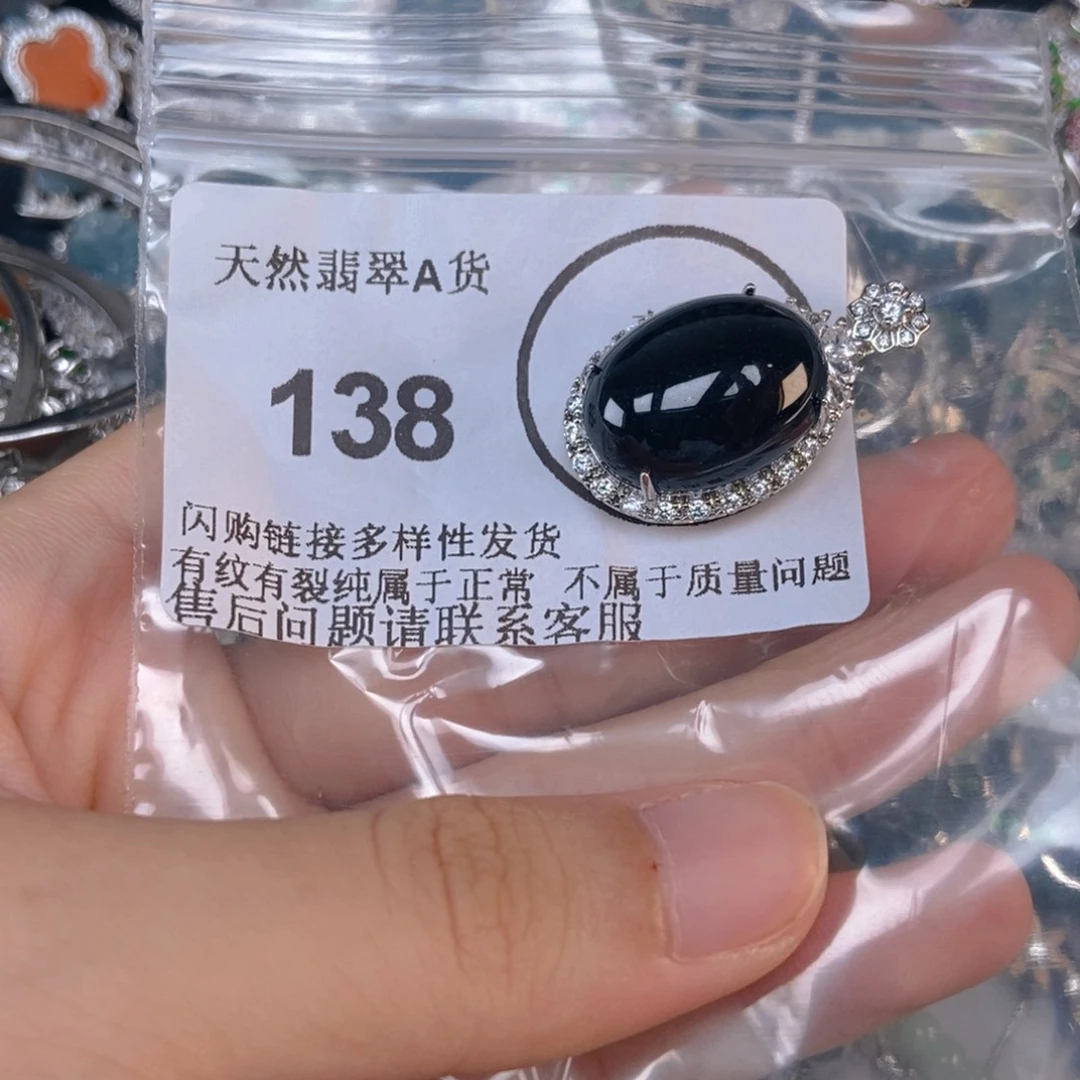 天然翡翠A货
138
闪购链接多样性发货
有纹有裂纯属于正常 不属于质量问题
售后问题请联系客服